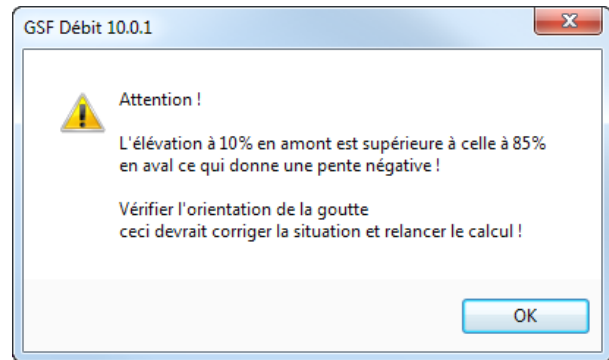 GSF Débit 10.0.1
Attention !
L'élévation à 10% en amont est supérieure à celle à 85%
en aval ce qui donne une pente négative !
Vérifier l'orientation de la goutte
ceci devrait corriger la situation et relancer le calcul !
OK